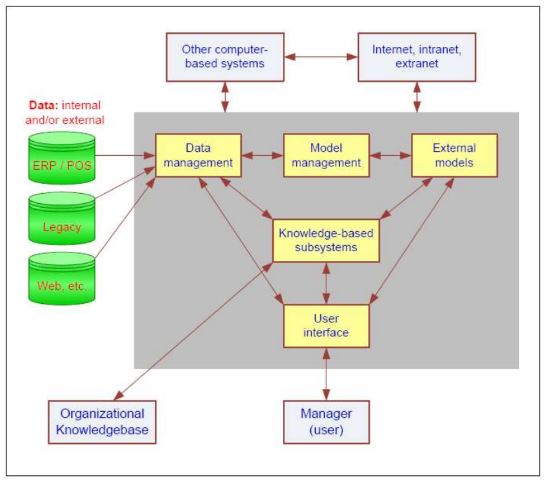 Other computer-
based systems
Internet, intranet,
extranet
Data: internal
and/or external
ERP / POS
Legacy
Web, etc.
Data
management
Model
management
External
models
Knowledge-based
subsystems
User
interface
Organizational
Knowledgebase
Manager
(user)